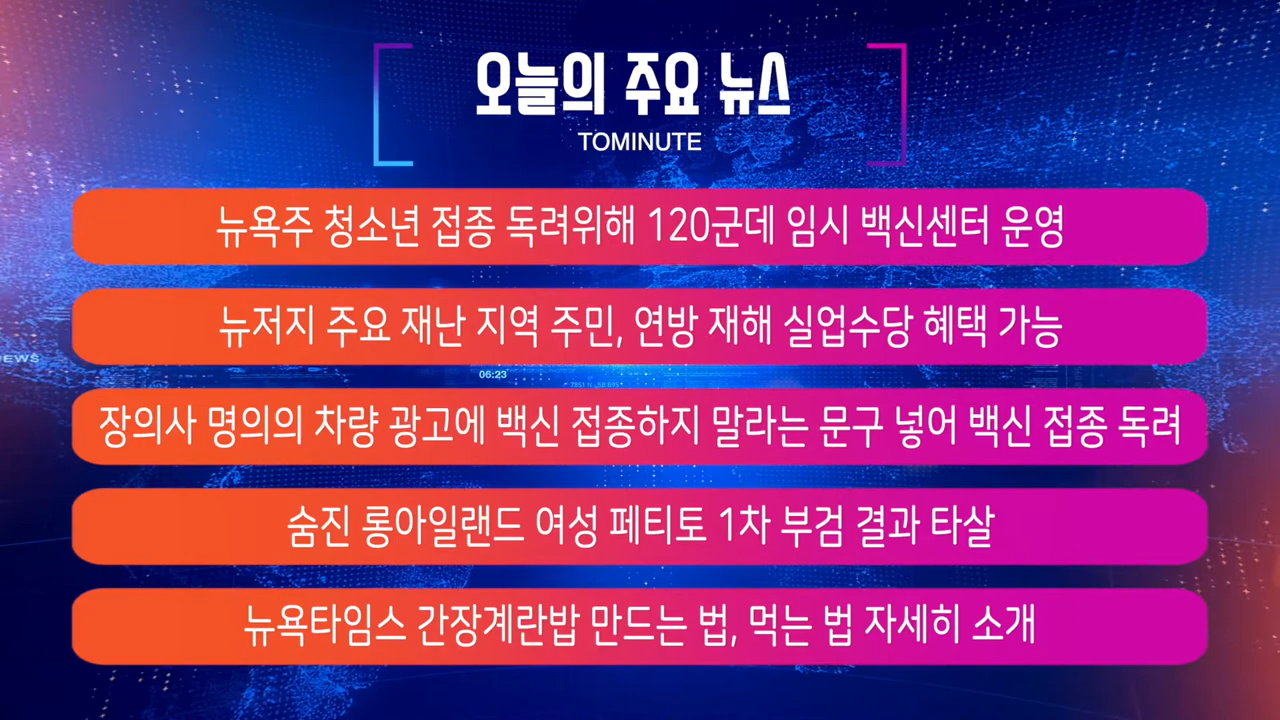 오늘의 주요 뉴스
TOMINUTE
뉴욕주 청소년 접종 독려위해 120군데 임시 백신센터 운영
뉴저지 주요 재난 지역 주민, 연방 재해 실업수당 혜택 가능
EWS
06:23
장의사 명의의 차량 광고에 백신 접종하지 말라는 문구 넣어 백신 접종 독려
숨진 롱아일랜드 여성 페티토 1차 부검 결과 타살
뉴욕타임스 간장계란밥 만드는 법, 먹는 법 자세히 소개